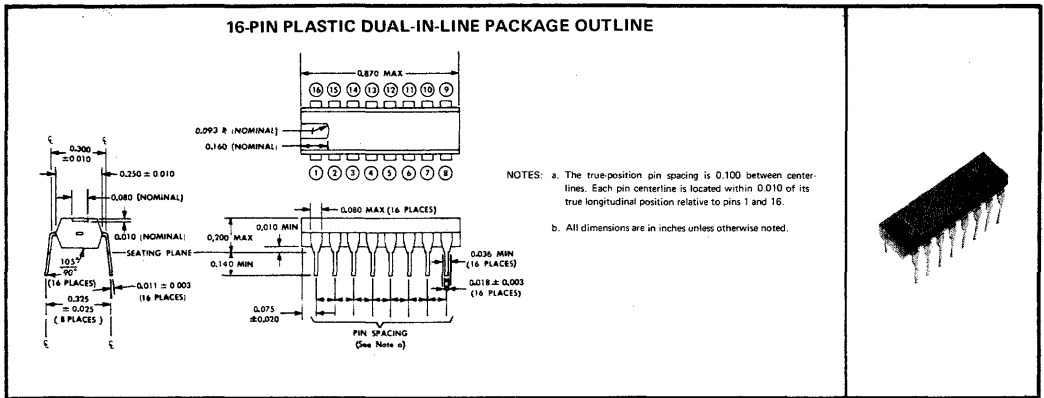 16-PIN PLASTIC DUAL-IN-LINE PACKAGE OUTLINE
0.870 MAX
16 15 14 13 12 11 10 9
0.093 R (NOMINAL)
0.160 (NOMINAL)
1 2 3 4 5 6 7 8
℄ ℄
0.300
±0.010
0.250 ± 0.010
0.080 (NOMINAL)
0.010 (NOMINAL)
SEATING PLANE
105°
90°
(16 PLACES)
0.011 ± 0.003
(16 PLACES)
0.325
± 0.025
( 8 PLACES )
℄ ℄
0.080 MAX (16 PLACES)
0.010 MIN
0.200 MAX
0.140 MIN
0.036 MIN
(16 PLACES)
0.018 ± 0.003
(16 PLACES)
0.075
±0.020
PIN SPACING
(See Note a)
NOTES: a. The true-position pin spacing is 0.100 between center-
lines. Each pin centerline is located within 0.010 of its
true longitudinal position relative to pins 1 and 16.
b. All dimensions are in inches unless otherwise noted.